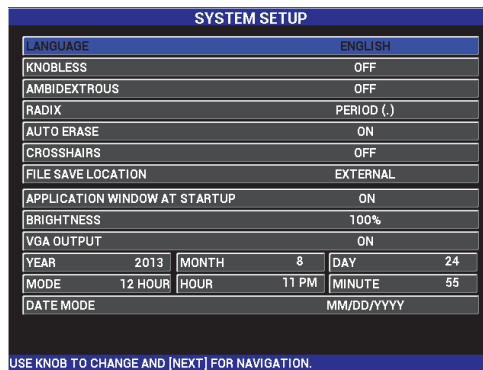 SYSTEM SETUP
LANGUAGE ENGLISH
KNOBLESS OFF
AMBIDEXTROUS OFF
RADIX PERIOD (.)
AUTO ERASE ON
CROSSHAIRS OFF
FILE SAVE LOCATION EXTERNAL
APPLICATION WINDOW AT STARTUP ON
BRIGHTNESS 100%
VGA OUTPUT ON
YEAR 2013 MONTH 8 DAY 24
MODE 12 HOUR HOUR 11 PM MINUTE 55
DATE MODE MM/DD/YYYY
USE KNOB TO CHANGE AND [NEXT] FOR NAVIGATION.